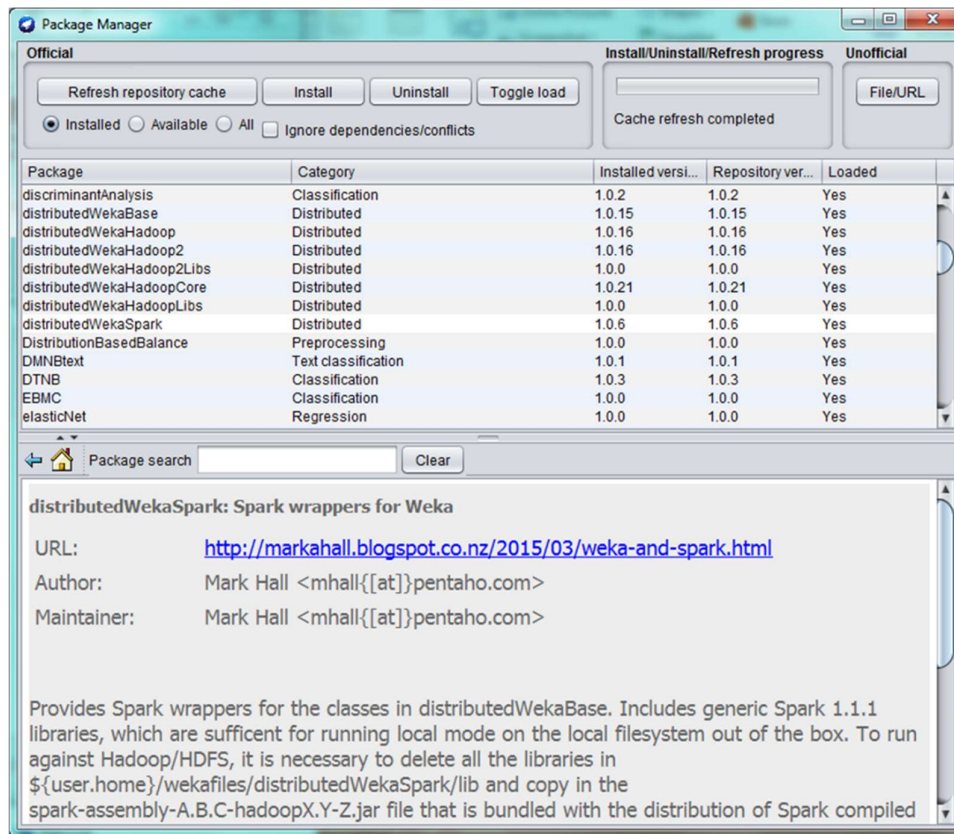 Package Manager
Official
Install/Uninstall/Refresh progress
Unofficial
Refresh repository cache
Install
Uninstall
Toggle load
File/URL
Installed
Available
All
Ignore dependencies/conflicts
Cache refresh completed
Package Category Installed versi... Repository ver... Loaded
discriminantAnalysis Classification 1.0.2 1.0.2 Yes
distributedWekaBase Distributed 1.0.15 1.0.15 Yes
distributedWekaHadoop Distributed 1.0.16 1.0.16 Yes
distributedWekaHadoop2 Distributed 1.0.16 1.0.16 Yes
distributedWekaHadoop2Libs Distributed 1.0.0 1.0.0 Yes
distributedWekaHadoopCore Distributed 1.0.21 1.0.21 Yes
distributedWekaHadoopLibs Distributed 1.0.0 1.0.0 Yes
distributedWekaSpark Distributed 1.0.6 1.0.6 Yes
DistributionBasedBalance Preprocessing 1.0.0 1.0.0 Yes
DMNBtext Text classification 1.0.1 1.0.1 Yes
DTNB Classification 1.0.3 1.0.3 Yes
EBMC Classification 1.0.0 1.0.0 Yes
elasticNet Regression 1.0.0 1.0.0 Yes
Package search
Clear
distributedWekaSpark: Spark wrappers for Weka
URL: http://markahall.blogspot.co.nz/2015/03/weka-and-spark.html
Author: Mark Hall <mhall{[at]}pentaho.com>
Maintainer: Mark Hall <mhall{[at]}pentaho.com>
Provides Spark wrappers for the classes in distributedWekaBase. Includes generic Spark 1.1.1
libraries, which are sufficent for running local mode on the local filesystem out of the box. To run
against Hadoop/HDFS, it is necessary to delete all the libraries in
${user.home}/wekafiles/distributedWekaSpark/lib and copy in the
spark-assembly-A.B.C-hadoopX.Y-Z.jar file that is bundled with the distribution of Spark compiled